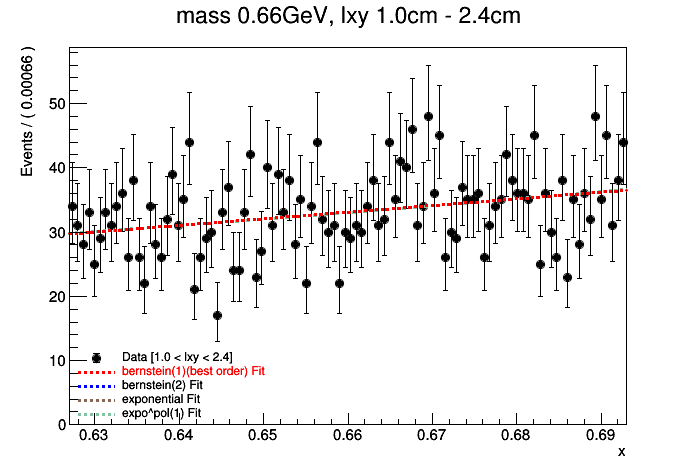 mass 0.66GeV, lxy 1.0cm - 2.4cm
Events / ( 0.00066 )
50
40
30
20
10
0
Data [1.0 < lxy < 2.4]
bernstein(1)(best order) Fit
bernstein(2) Fit
exponential Fit
expo^pol(1) Fit
0.63 0.64 0.65 0.66 0.67 0.68 0.69
x